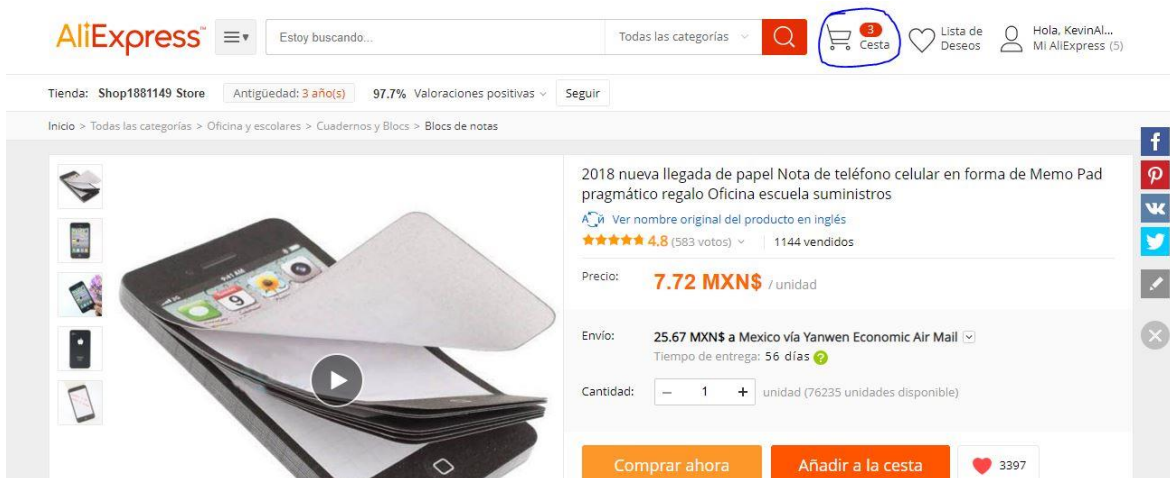 AliExpress™
Estoy buscando...
Todas las categorías
3
Cesta
Lista de
Deseos
Hola, KevinAl...
Mi AliExpress (5)
Tienda: Shop1881149 Store
Antigüedad: 3 año(s)
97.7% Valoraciones positivas
Seguir
Inicio > Todas las categorías > Oficina y escolares > Cuadernos y Blocs > Blocs de notas
2018 nueva llegada de papel Nota de teléfono celular en forma de Memo Pad
pragmático regalo Oficina escuela suministros
Ver nombre original del producto en inglés
4.8 (583 votos)
1144 vendidos
Precio: 7.72 MXN$ / unidad
Envío: 25.67 MXN$ a Mexico vía Yanwen Economic Air Mail
Tiempo de entrega: 56 días
Cantidad: – 1 + unidad (76235 unidades disponible)
Comprar ahora
Añadir a la cesta
3397
9:41 AM
9